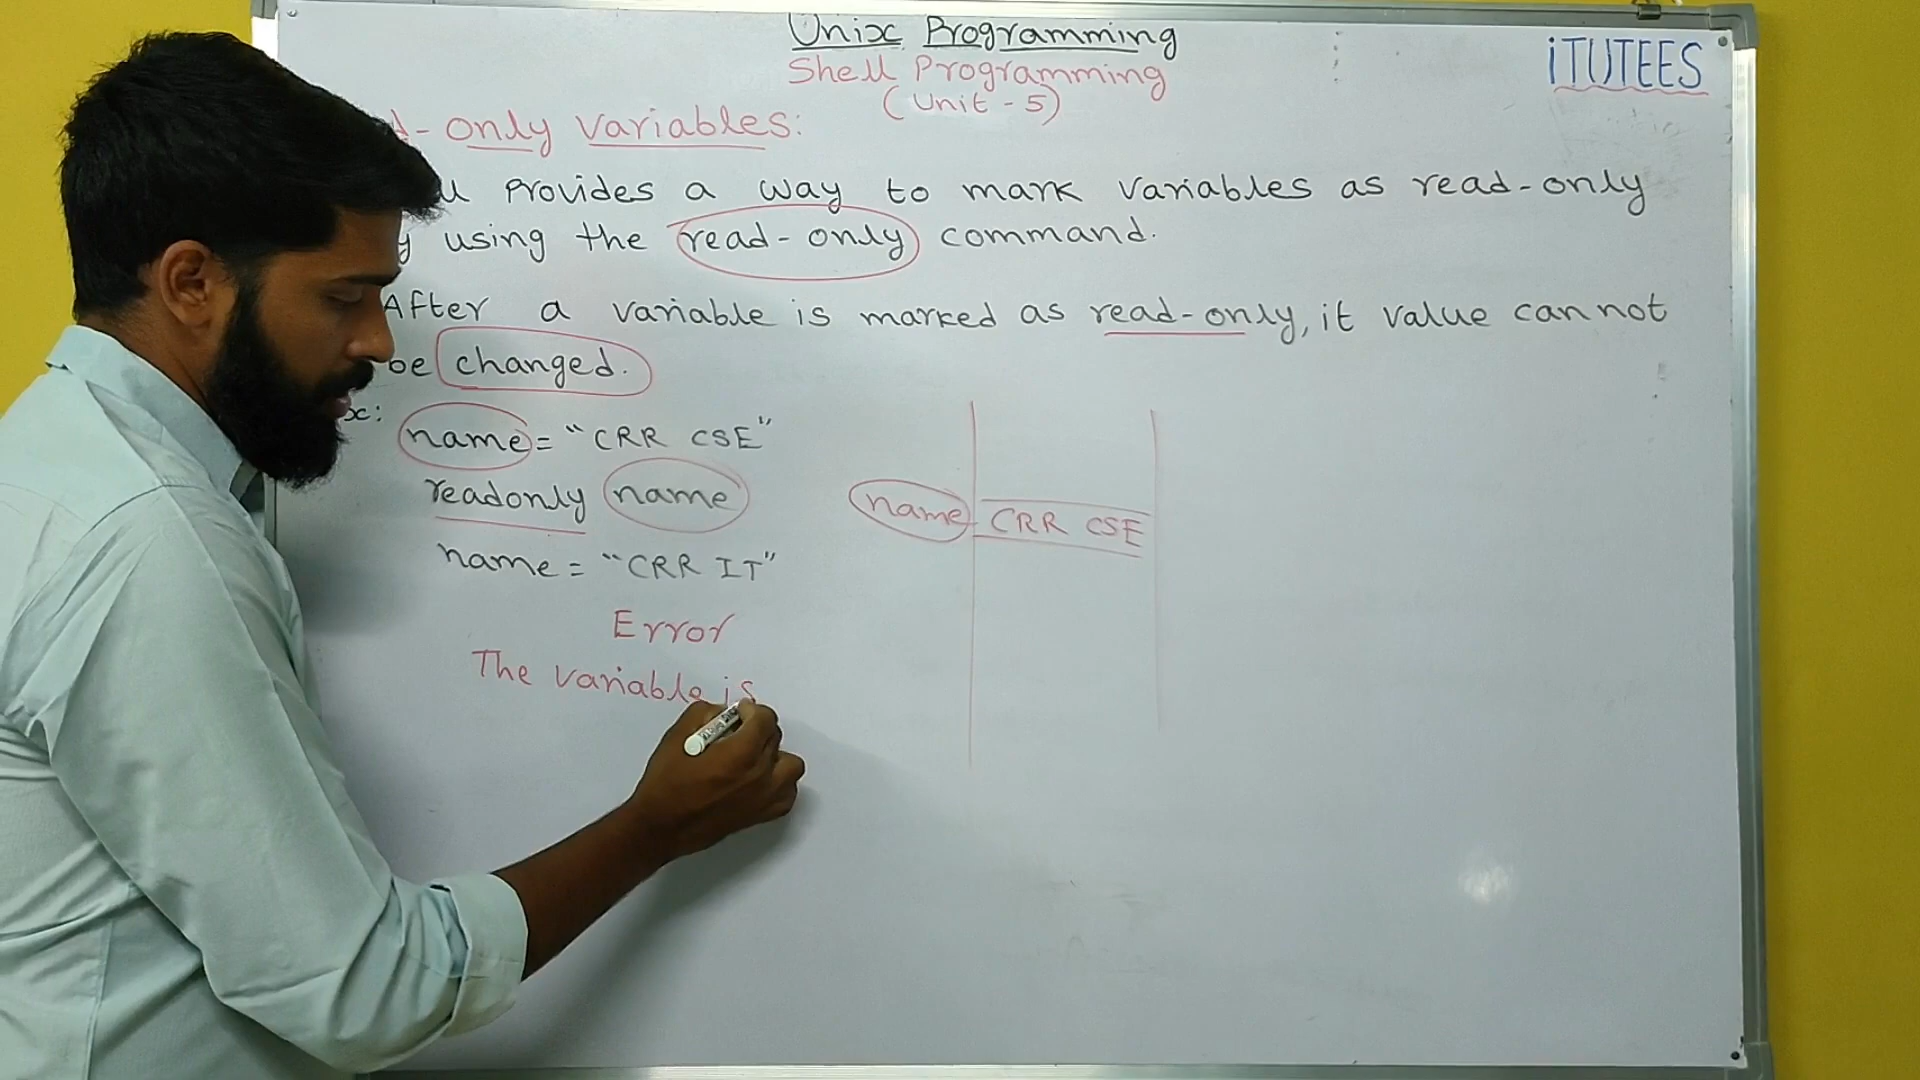 Unix Programming
iTUTEES
Shell Programming
(Unit - 5)
- only variables:
Provides a way to mark variables as read-only
using the read-only command.
After a variable is marked as read-only, it value can not
be changed.
name = "CRR CSE"
readonly name
name CRR CSE
name = "CRR IT"
Error
The variable is